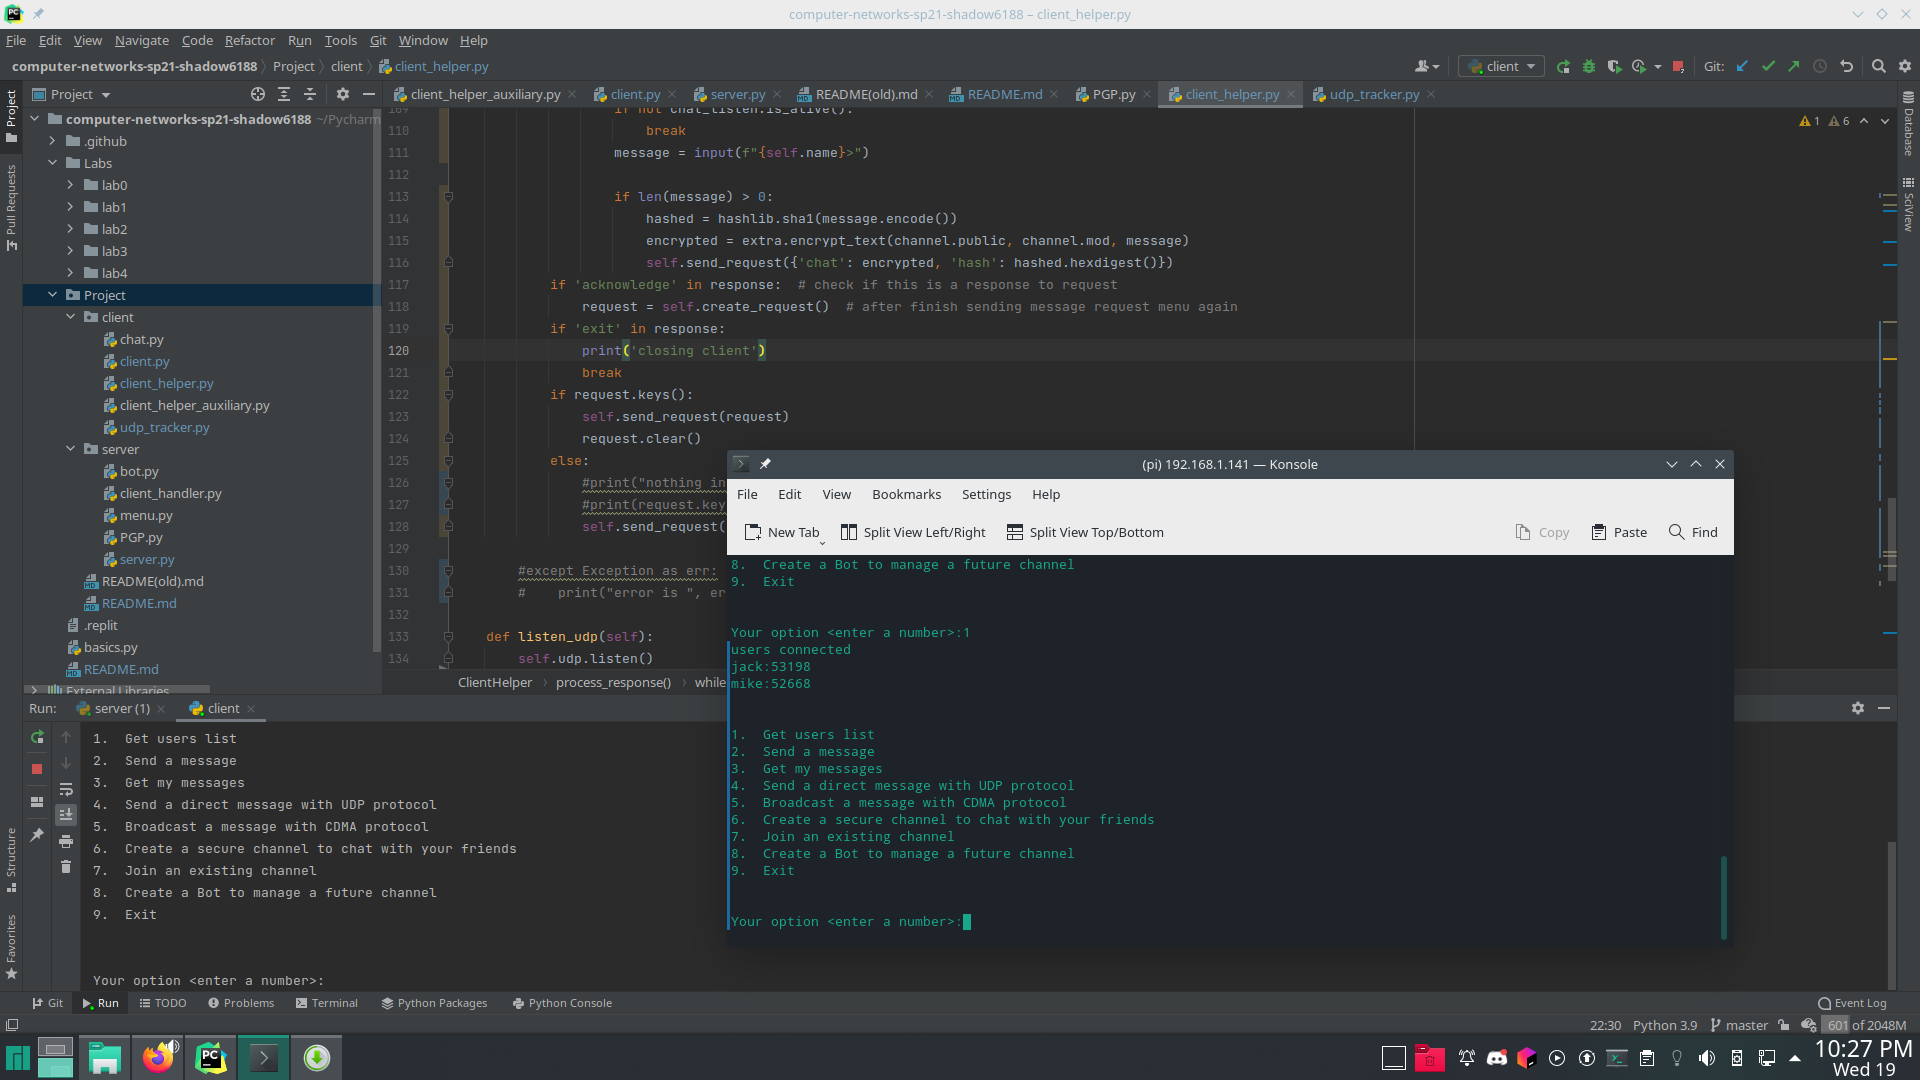 computer-networks-sp21-shadow6188 – client_helper.py
File Edit View Navigate Code Refactor Run Tools Git Window Help
computer-networks-sp21-shadow6188 Project client client_helper.py
client Git:
Project
client_helper_auxiliary.py client.py server.py README(old).md README.md PGP.py client_helper.py udp_tracker.py
computer-networks-sp21-shadow6188 ~/Pycharm
.github
Labs
lab0
lab1
lab2
lab3
lab4
Project
client
chat.py
client.py
client_helper.py
client_helper_auxiliary.py
udp_tracker.py
server
bot.py
client_handler.py
menu.py
PGP.py
server.py
README(old).md
README.md
.replit
basics.py
README.md
External Libraries
Project
Pull Requests
Structure
Favorites
Database
SciView
1 6
109 if not chat_listen.is_alive():
110 break
111 message = input(f"{self.name}>")
112
113 if len(message) > 0:
114 hashed = hashlib.sha1(message.encode())
115 encrypted = extra.encrypt_text(channel.public, channel.mod, message)
116 self.send_request({'chat': encrypted, 'hash': hashed.hexdigest()})
117 if 'acknowledge' in response: # check if this is a response to request
118 request = self.create_request() # after finish sending message request menu again
119 if 'exit' in response:
120 print('closing client')
121 break
122 if request.keys():
123 self.send_request(request)
124 request.clear()
125 else:
126 #print("nothing in
127 #print(request.key
128 self.send_request(
129
130 #except Exception as err:
131 # print("error is ", er
132
133 def listen_udp(self):
134 self.udp.listen()
ClientHelper process_response() while
Run: server (1) client
1. Get users list
2. Send a message
3. Get my messages
4. Send a direct message with UDP protocol
5. Broadcast a message with CDMA protocol
6. Create a secure channel to chat with your friends
7. Join an existing channel
8. Create a Bot to manage a future channel
9. Exit
Your option <enter a number>:
(pi) 192.168.1.141 — Konsole
File Edit View Bookmarks Settings Help
New Tab Split View Left/Right Split View Top/Bottom Copy Paste Find
8. Create a Bot to manage a future channel
9. Exit
Your option <enter a number>:1
users connected
jack:53198
mike:52668
1. Get users list
2. Send a message
3. Get my messages
4. Send a direct message with UDP protocol
5. Broadcast a message with CDMA protocol
6. Create a secure channel to chat with your friends
7. Join an existing channel
8. Create a Bot to manage a future channel
9. Exit
Your option <enter a number>:
Git Run TODO Problems Terminal Python Packages Python Console Event Log
22:30 Python 3.9 master 601 of 2048M
10:27 PM
Wed 19